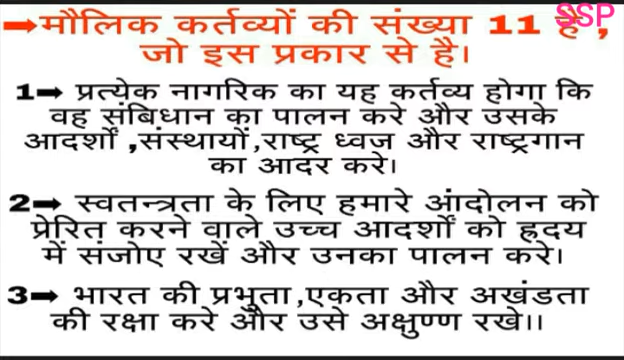 SSP
➡मौलिक कर्तव्यों की संख्या 11 है ,
जो इस प्रकार से है।
1➡ प्रत्येक नागरिक का यह कर्तव्य होगा कि
वह संबिधान का पालन करे और उसके
आदर्शों ,संस्थायों,राष्ट्र ध्वज और राष्ट्रगान
का आदर करे।
2➡ स्वतन्त्रता के लिए हमारे आंदोलन को
प्रेरित करने वाले उच्च आदर्शों को ह्रदय
में संजोए रखें और उनका पालन करे।
3➡ भारत की प्रभुता,एकता और अखंडता
की रक्षा करे और उसे अक्षुण्ण रखे।।